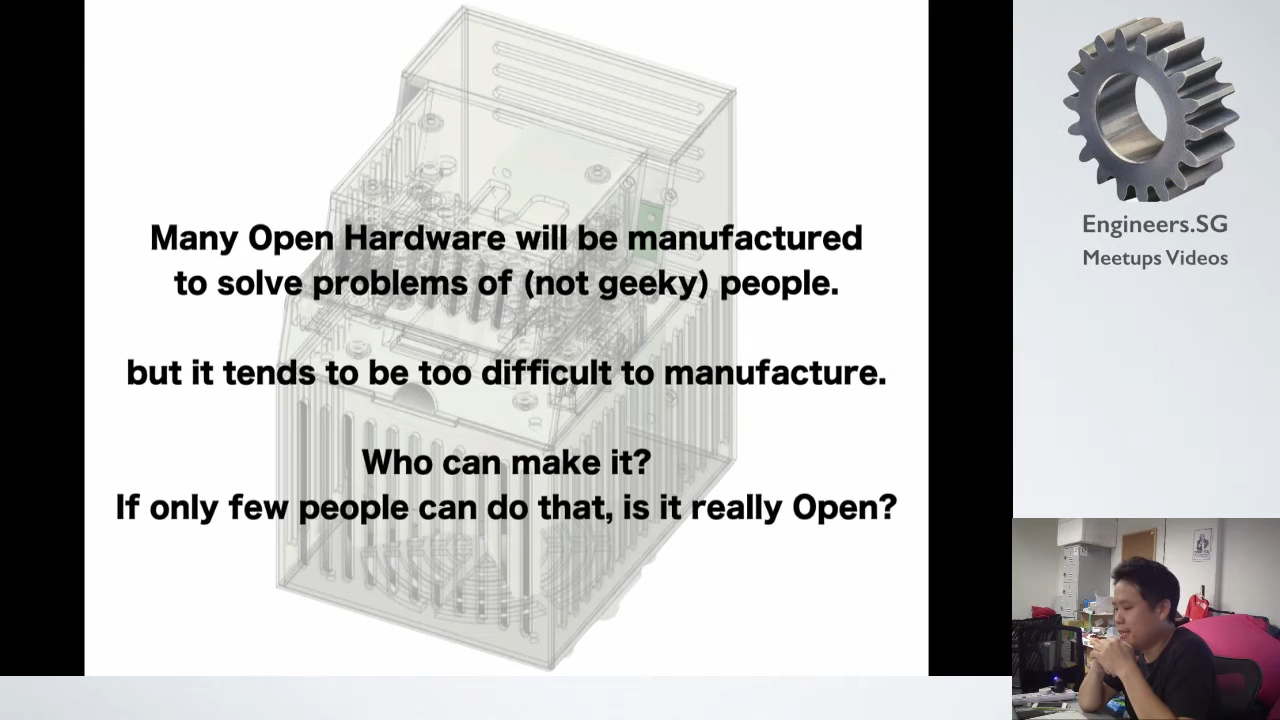 Many Open Hardware will be manufactured
to solve problems of (not geeky) people.
but it tends to be too difficult to manufacture.
Who can make it?
If only few people can do that, is it really Open?
Engineers.SG
Meetups Videos